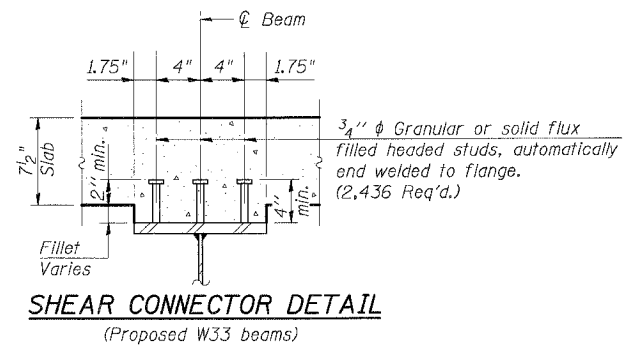 ℄ Beam
1.75" 4" 4" 1.75"
7½" Slab
2" min.
4" min.
¾" ϕ Granular or solid flux
filled headed studs, automatically
end welded to flange.
(2,436 Req'd.)
Fillet
Varies
SHEAR CONNECTOR DETAIL
(Proposed W33 beams)